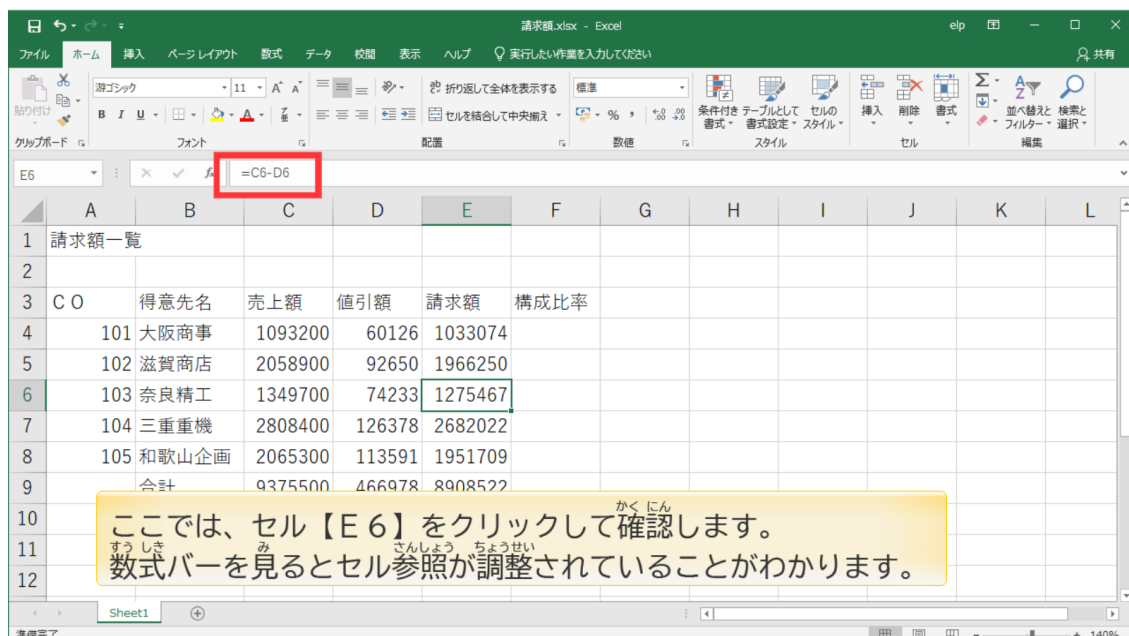 請求額.xlsx - Excel
elp
ファイル ホーム 挿入 ページ レイアウト 数式 データ 校閲 表示 ヘルプ 実行したい作業を入力してください 共有
貼り付け 游ゴシック 11 A A 折り返して全体を表示する 標準 条件付き書式 テーブルとして書式設定 セルのスタイル 挿入 削除 書式 Σ 並べ替えとフィルター 検索と選択
B I U A セルを結合して中央揃え % ,
クリップボード フォント 配置 数値 スタイル セル 編集
E6 fx =C6-D6
A B C D E F G H I J K L
1 請求額一覧
2
3 CO 得意先名 売上額 値引額 請求額 構成比率
4 101 大阪商事 1093200 60126 1033074
5 102 滋賀商店 2058900 92650 1966250
6 103 奈良精工 1349700 74233 1275467
7 104 三重重機 2808400 126378 2682022
8 105 和歌山企画 2065300 113591 1951709
9 合計 9375500 466978 8908522
10
11
12
かくにん
ここでは、セル【E6】をクリックして確認します。
すうしき み さんしょう ちょうせい
数式バーを見るとセル参照が調整されていることがわかります。
Sheet1
準備完了 140%